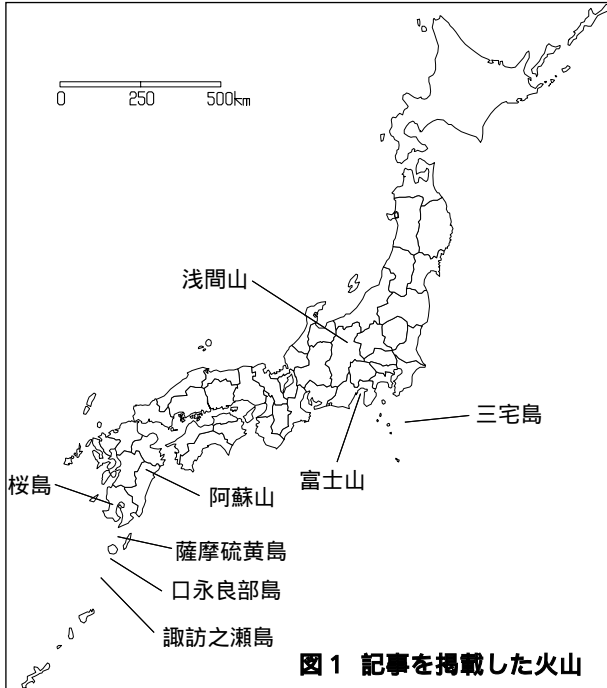 0 250 500km
浅間山
三宅島
富士山
桜島
阿蘇山
薩摩硫黄島
口永良部島
諏訪之瀬島
図1 記事を掲載した火山